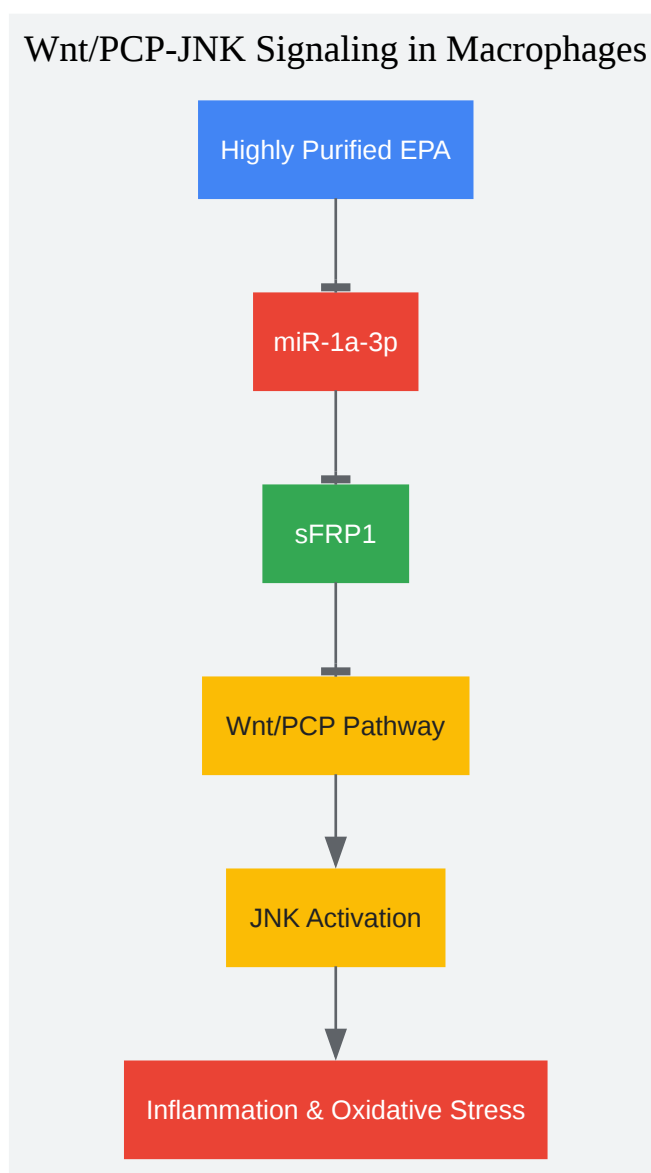 Wnt/PCP-JNK Signaling in Macrophages
Highly Purified EPA
miR-1a-3p
sFRP1
Wnt/PCP Pathway
JNK Activation
Inflammation & Oxidative Stress